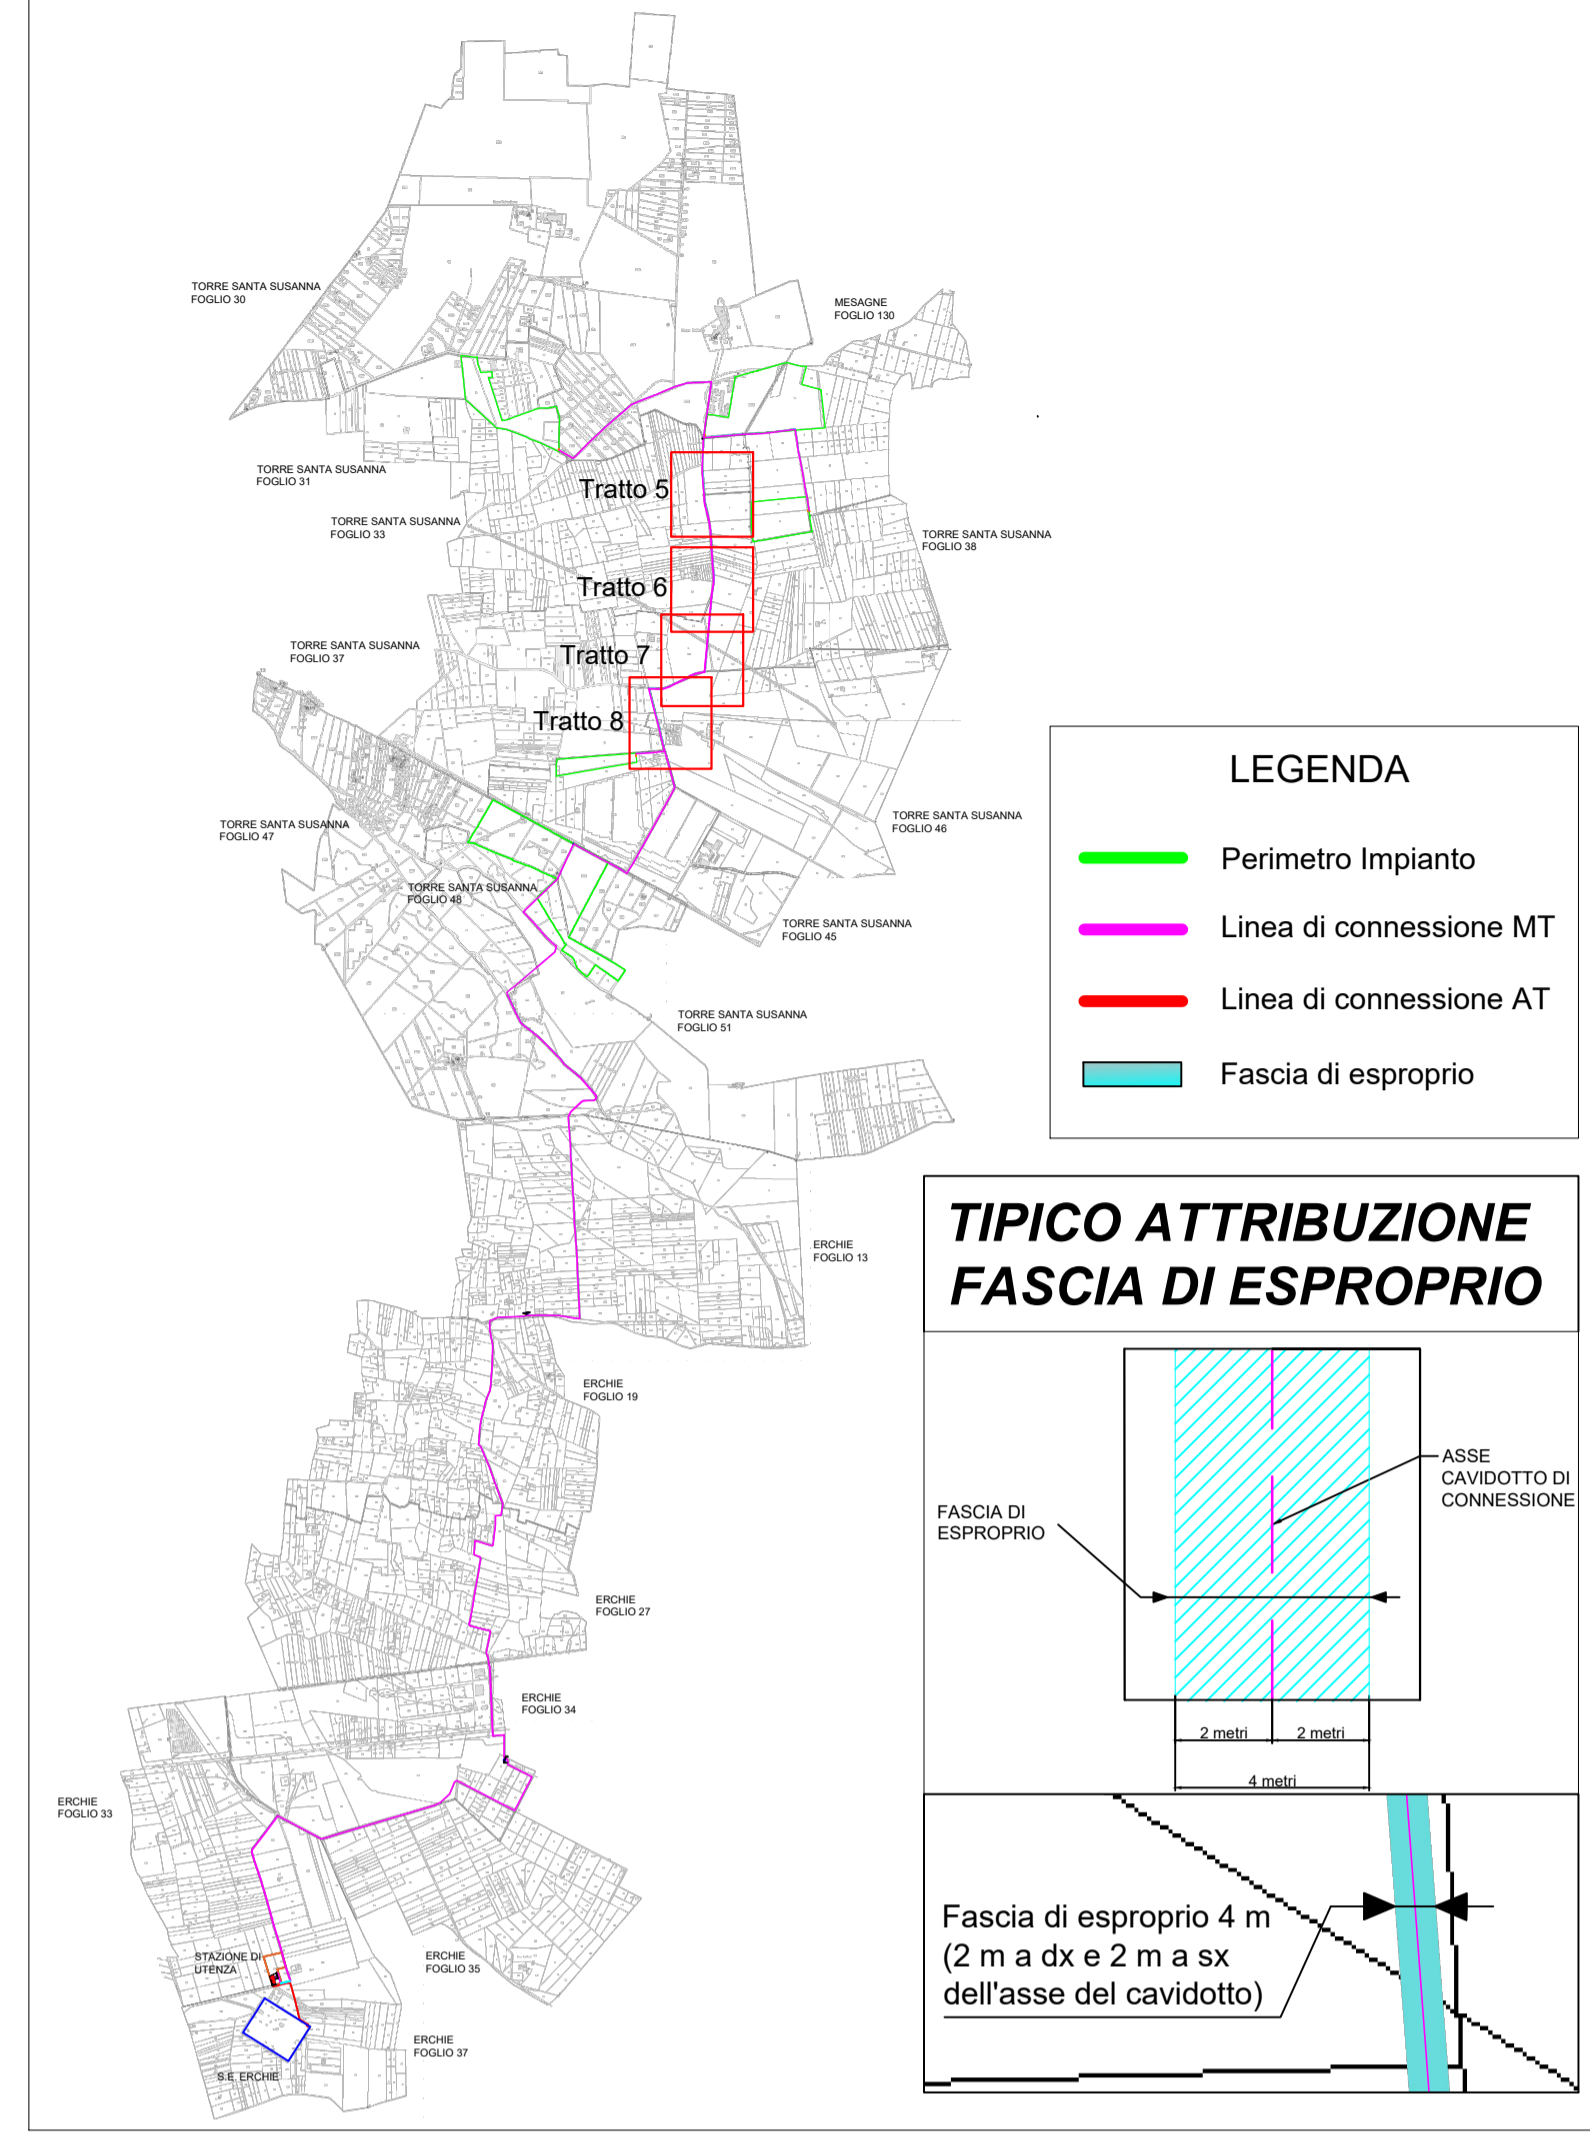 TORRE SANTA SUSANNA
FOGLIO 30
MESAGNE
FOGLIO 130
TORRE SANTA SUSANNA
FOGLIO 31
Tratto 5
TORRE SANTA SUSANNA
FOGLIO 33
TORRE SANTA SUSANNA
FOGLIO 38
Tratto 6
TORRE SANTA SUSANNA
FOGLIO 37
Tratto 7
Tratto 8
TORRE SANTA SUSANNA
FOGLIO 47
TORRE SANTA SUSANNA
FOGLIO 46
TORRE SANTA SUSANNA
FOGLIO 48
TORRE SANTA SUSANNA
FOGLIO 45
TORRE SANTA SUSANNA
FOGLIO 51
ERCHIE
FOGLIO 13
ERCHIE
FOGLIO 19
ERCHIE
FOGLIO 27
ERCHIE
FOGLIO 34
ERCHIE
FOGLIO 33
STAZIONE DI
UTENZA
ERCHIE
FOGLIO 35
ERCHIE
FOGLIO 37
S.E. ERCHIE
LEGENDA
Perimetro Impianto
Linea di connessione MT
Linea di connessione AT
Fascia di esproprio
TIPICO ATTRIBUZIONE
FASCIA DI ESPROPRIO
ASSE
CAVIDOTTO DI
CONNESSIONE
FASCIA DI
ESPROPRIO
2 metri
2 metri
4 metri
Fascia di esproprio 4 m
(2 m a dx e 2 m a sx
dell'asse del cavidotto)